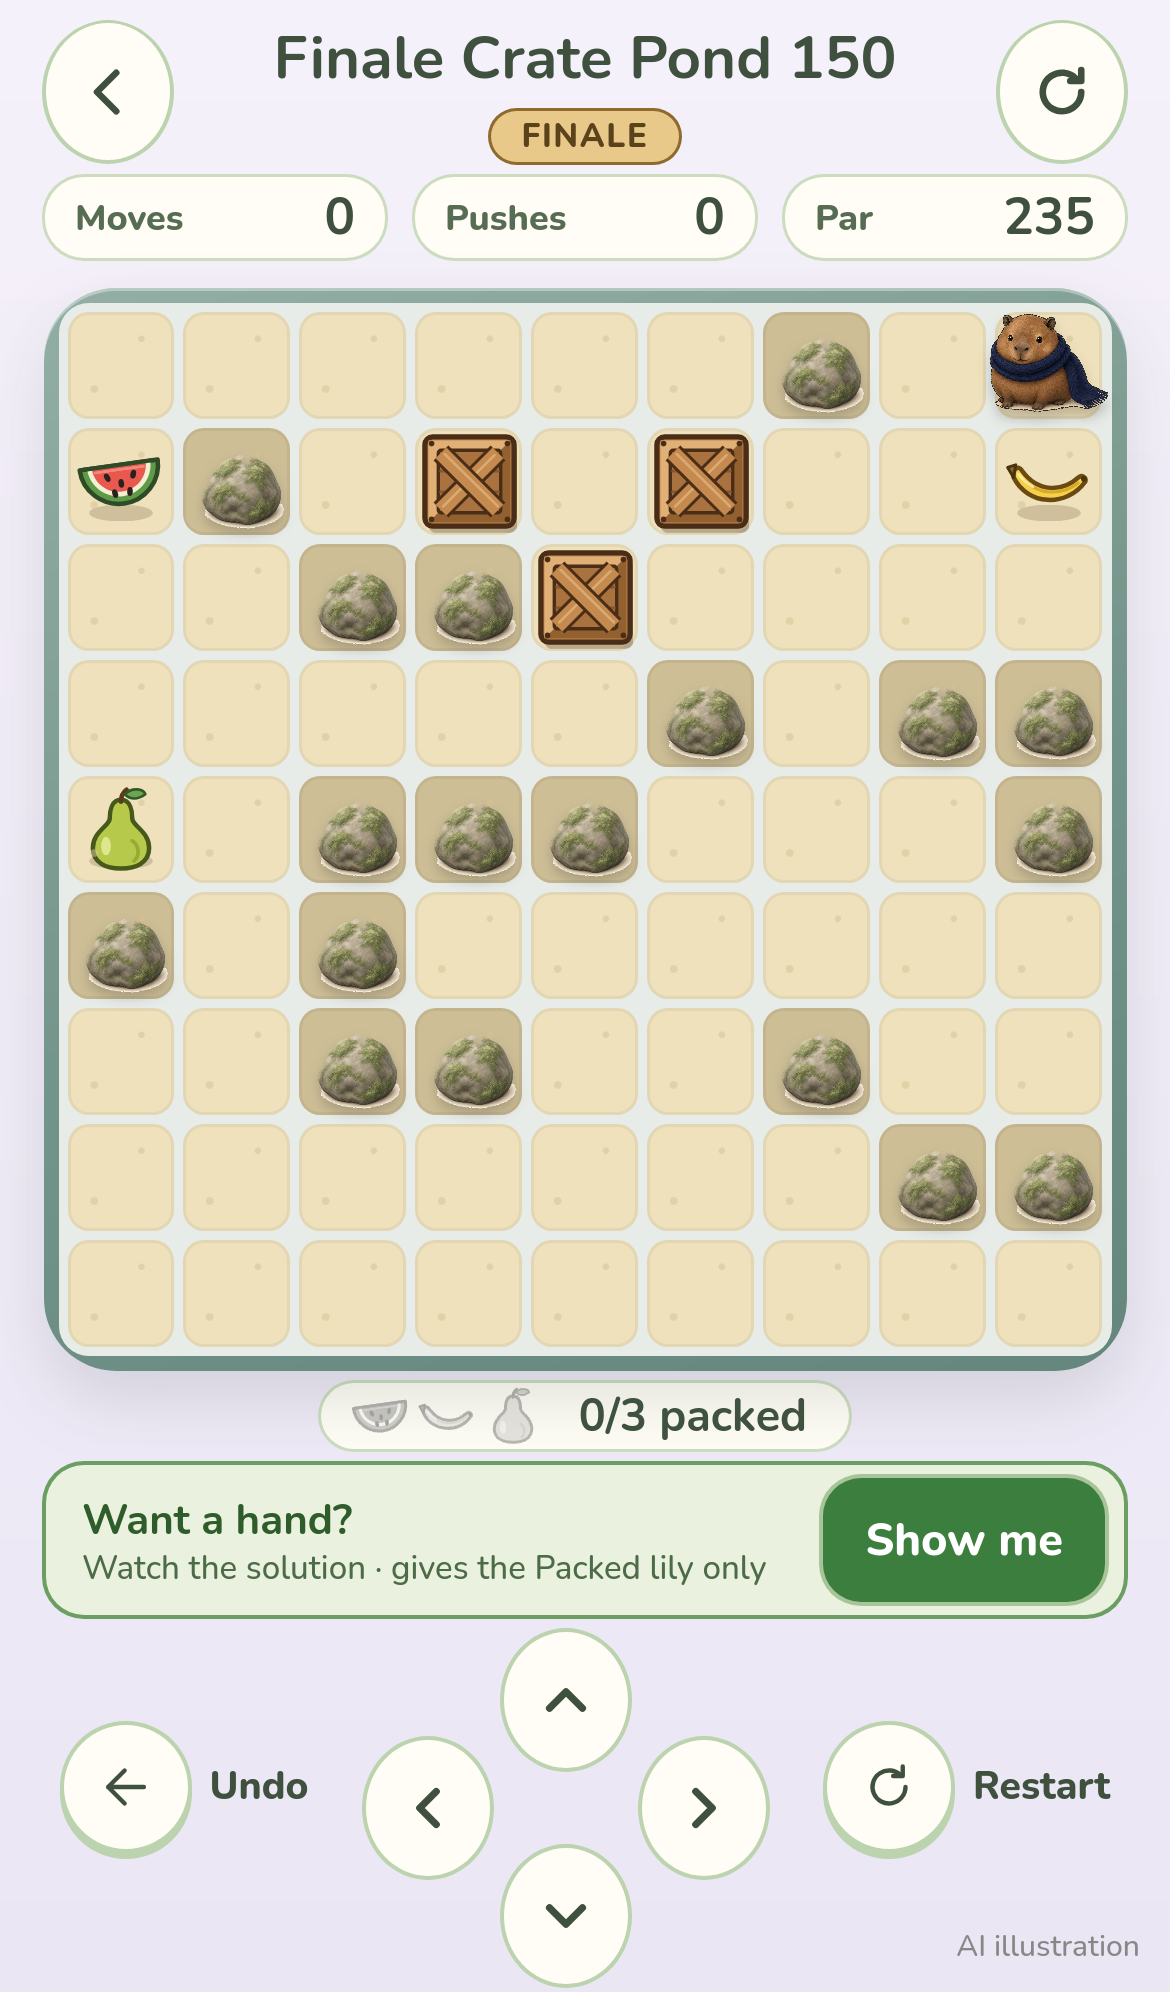 Finale Crate Pond 150
FINALE
Moves 0
Pushes 0
Par 235
0/3 packed
Want a hand?
Watch the solution · gives the Packed lily only
Show me
Undo
Restart
AI illustration